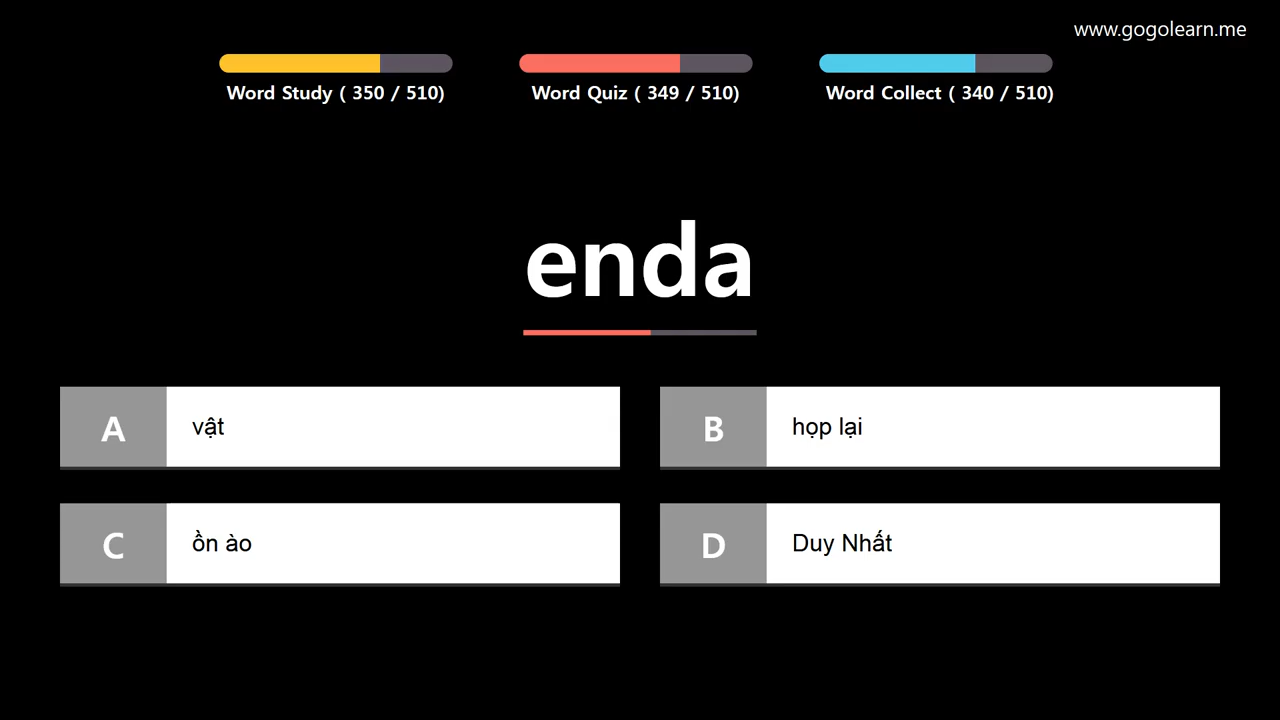 www.gogolearn.me
Word Study ( 350 / 510)
Word Quiz ( 349 / 510)
Word Collect ( 340 / 510)
enda
A vật
B họp lại
C ồn ào
D Duy Nhất